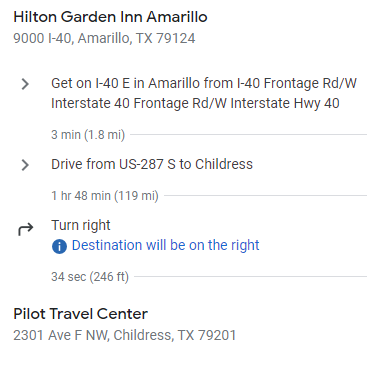 Hilton Garden Inn Amarillo
9000 I-40, Amarillo, TX 79124
Get on I-40 E in Amarillo from I-40 Frontage Rd/W
Interstate 40 Frontage Rd/W Interstate Hwy 40
3 min (1.8 mi)
Drive from US-287 S to Childress
1 hr 48 min (119 mi)
Turn right
Destination will be on the right
34 sec (246 ft)
Pilot Travel Center
2301 Ave F NW, Childress, TX 79201